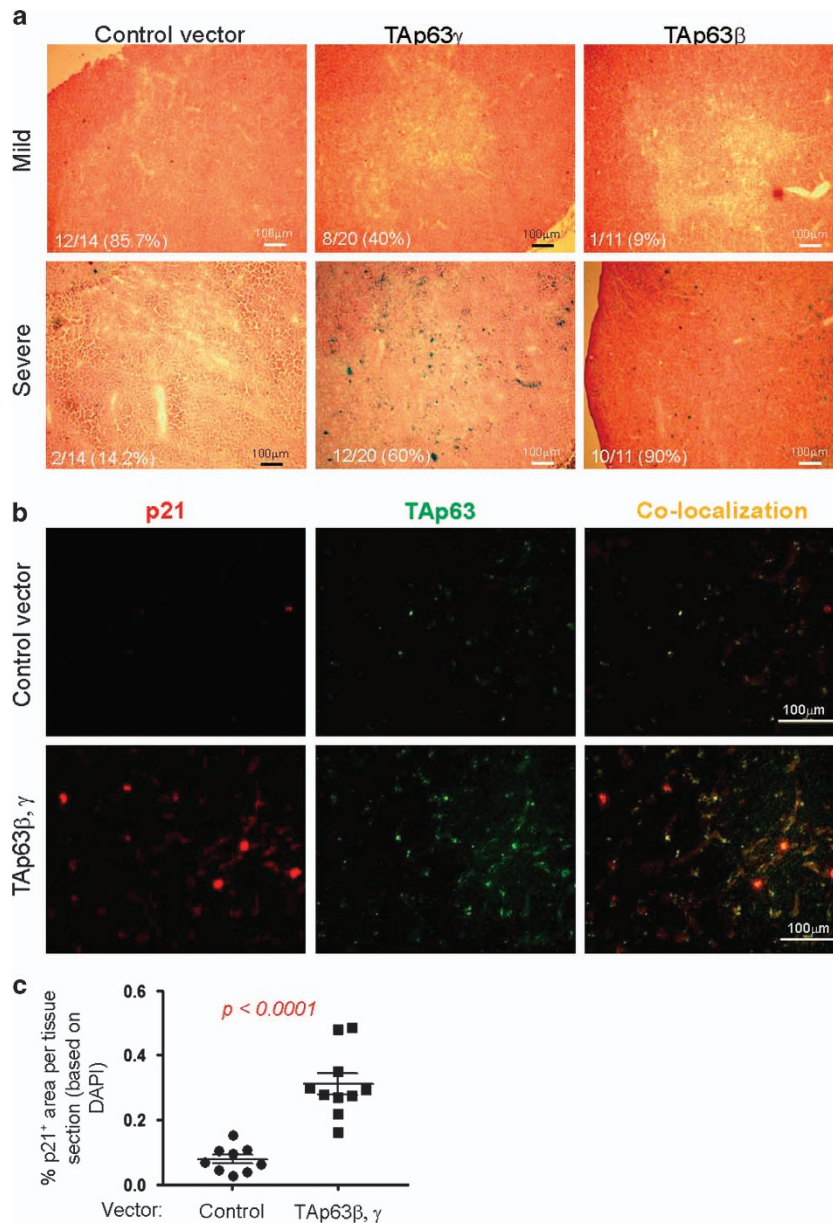 a
Control vector
TAp63γ
TAp63β
Mild
12/14 (85.7%)
100μm
8/20 (40%)
100μm
1/11 (9%)
100μm
Severe
2/14 (14.2%)
100μm
12/20 (60%)
100μm
10/11 (90%)
100μm
b
p21
TAp63
Co-localization
Control vector
100μm
TAp63β, γ
100μm
c
% p21+ area per tissue
section (based on
DAPI)
0.6
0.4
0.2
0.0
p < 0.0001
Vector:
Control
TAp63β, γ